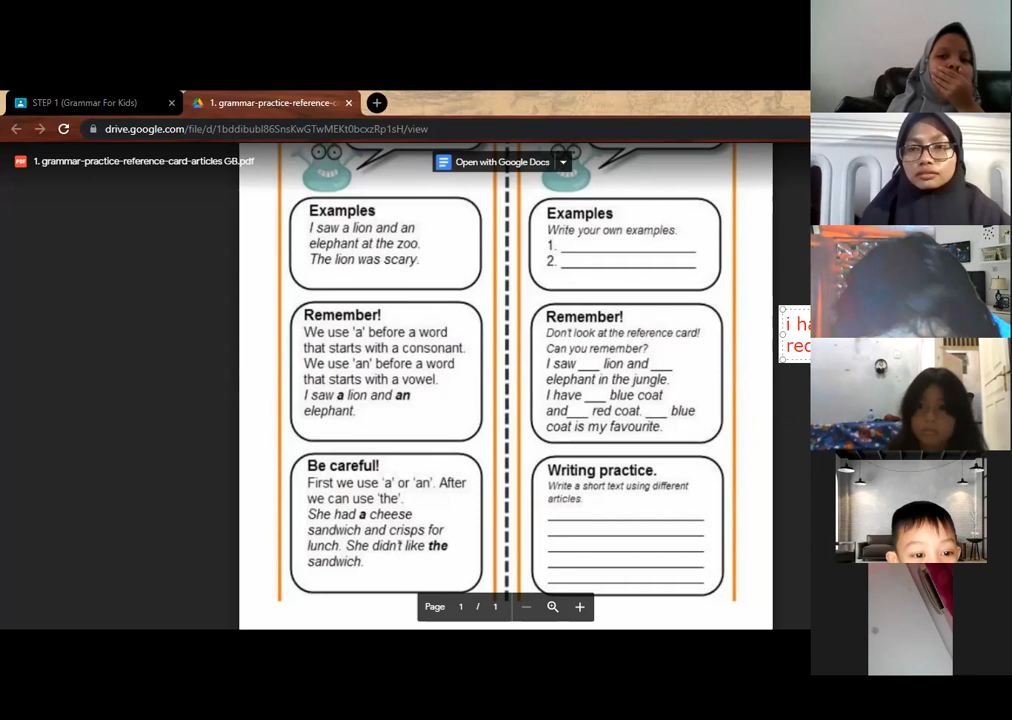 STEP 1 (Grammar For Kids)
1. grammar-practice-reference-c
drive.google.com/file/d/1bddibubI86SnsKwGTwMEKt0bcxzRp1sH/view
1. grammar-practice-reference-card-articles GB.pdf
Open with Google Docs
Examples
I saw a lion and an
elephant at the zoo.
The lion was scary.
Remember!
We use 'a' before a word
that starts with a consonant.
We use 'an' before a word
that starts with a vowel.
I saw a lion and an
elephant.
Be careful!
First we use 'a' or 'an'. After
we can use 'the'.
She had a cheese
sandwich and crisps for
lunch. She didn't like the
sandwich.
Examples
Write your own examples.
1. ____
2. ____
Remember!
Don't look at the reference card!
Can you remember?
I saw ___ lion and ___
elephant in the jungle.
I have ___ blue coat
and___ red coat. ___ blue
coat is my favourite.
Writing practice.
Write a short text using different
articles.
i ha
red
Page 1 / 1